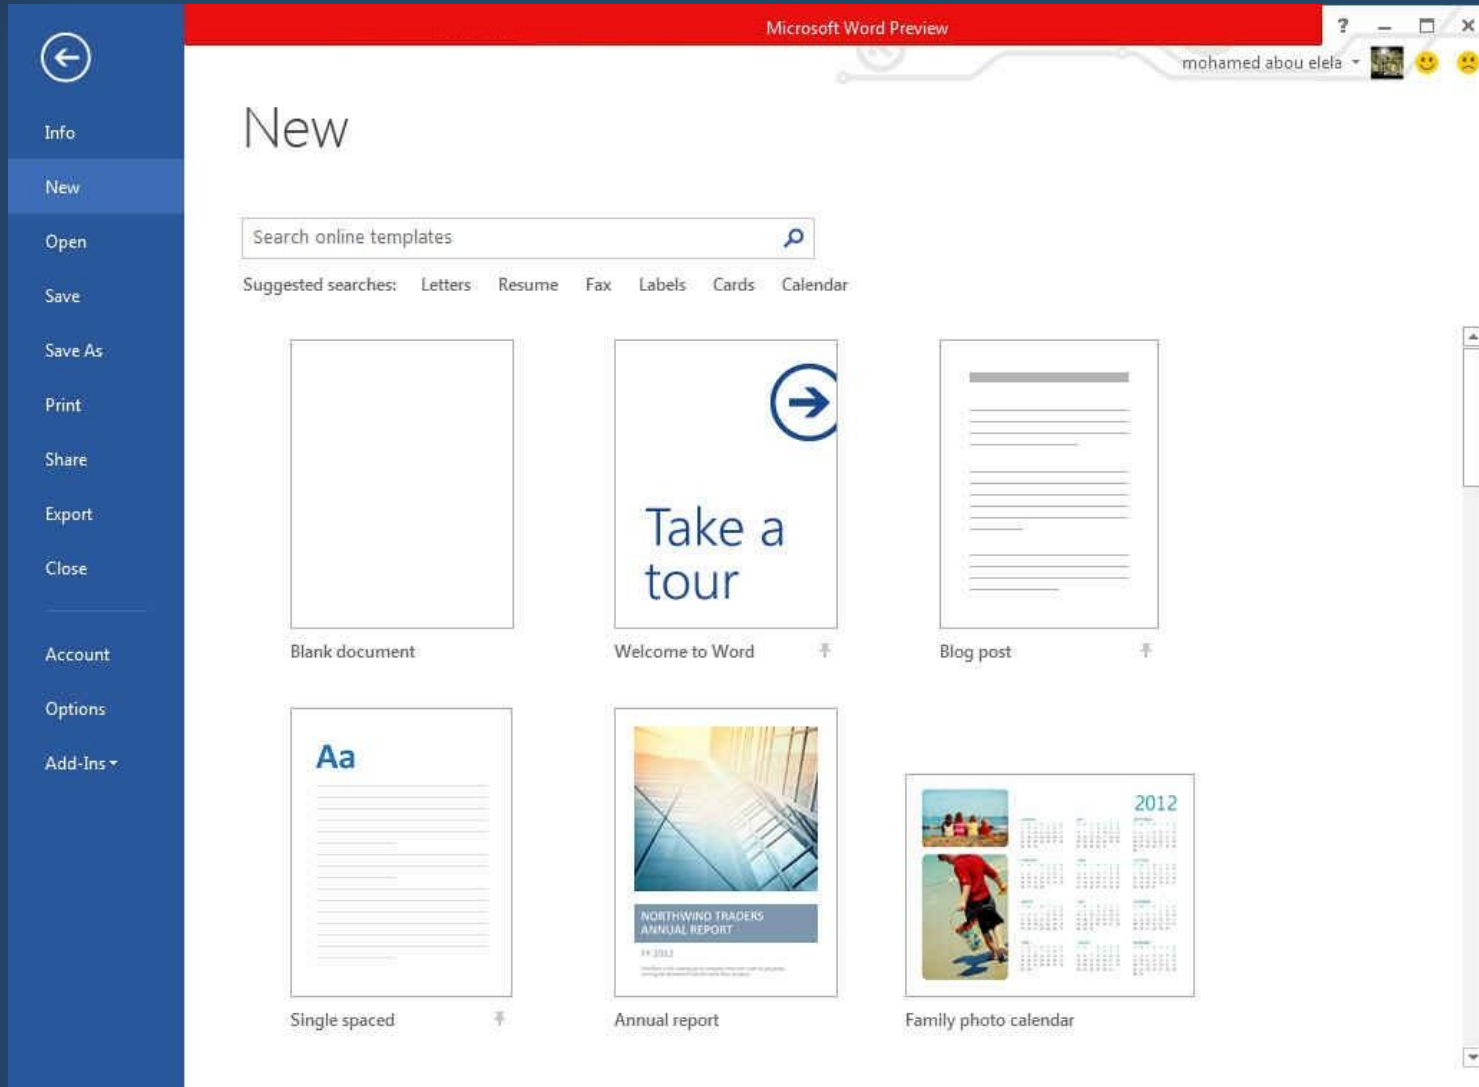 Microsoft Word Preview
?
mohamed abou elela
Info
New
Open
Save
Save As
Print
Share
Export
Close
Account
Options
Add-Ins
New
Search online templates
Suggested searches: Letters Resume Fax Labels Cards Calendar
Take a
tour
Blank document
Welcome to Word
Blog post
Aa
NORTHWIND TRADERS
ANNUAL REPORT
FY 2012
2012
Single spaced
Annual report
Family photo calendar